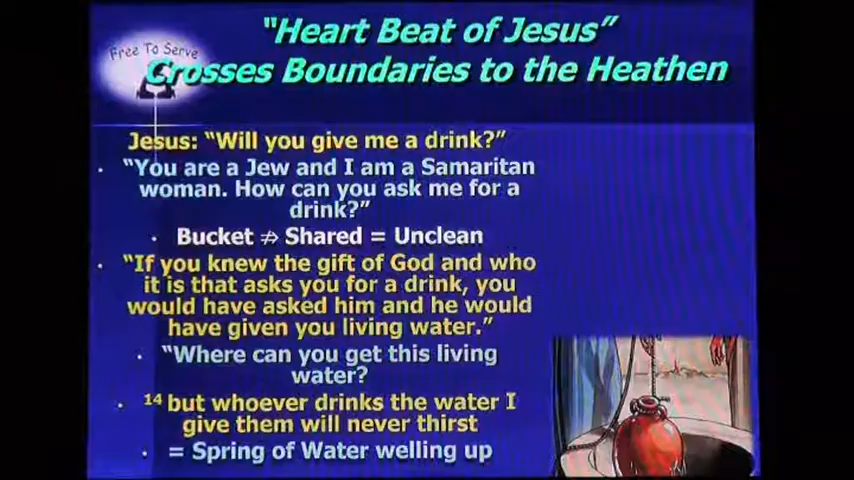 "Heart Beat of Jesus"
Free To Serve
Crosses Boundaries to the Heathen
Jesus: "Will you give me a drink?"
· "You are a Jew and I am a Samaritan
woman. How can you ask me for a
drink?"
· Bucket ⇏ Shared = Unclean
· "If you knew the gift of God and who
it is that asks you for a drink, you
would have asked him and he would
have given you living water."
· "Where can you get this living
water?
· 14 but whoever drinks the water I
give them will never thirst
· = Spring of Water welling up